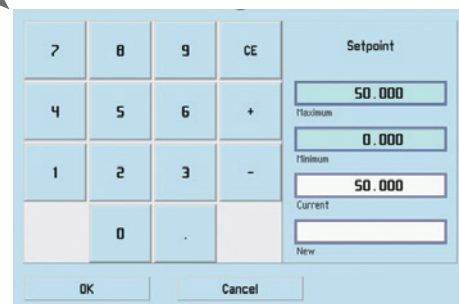 7 8 9 CE
4 5 6 +
1 2 3 -
0 .
Setpoint
50.000
Maximum
0.000
Minimum
50.000
Current
New
OK Cancel